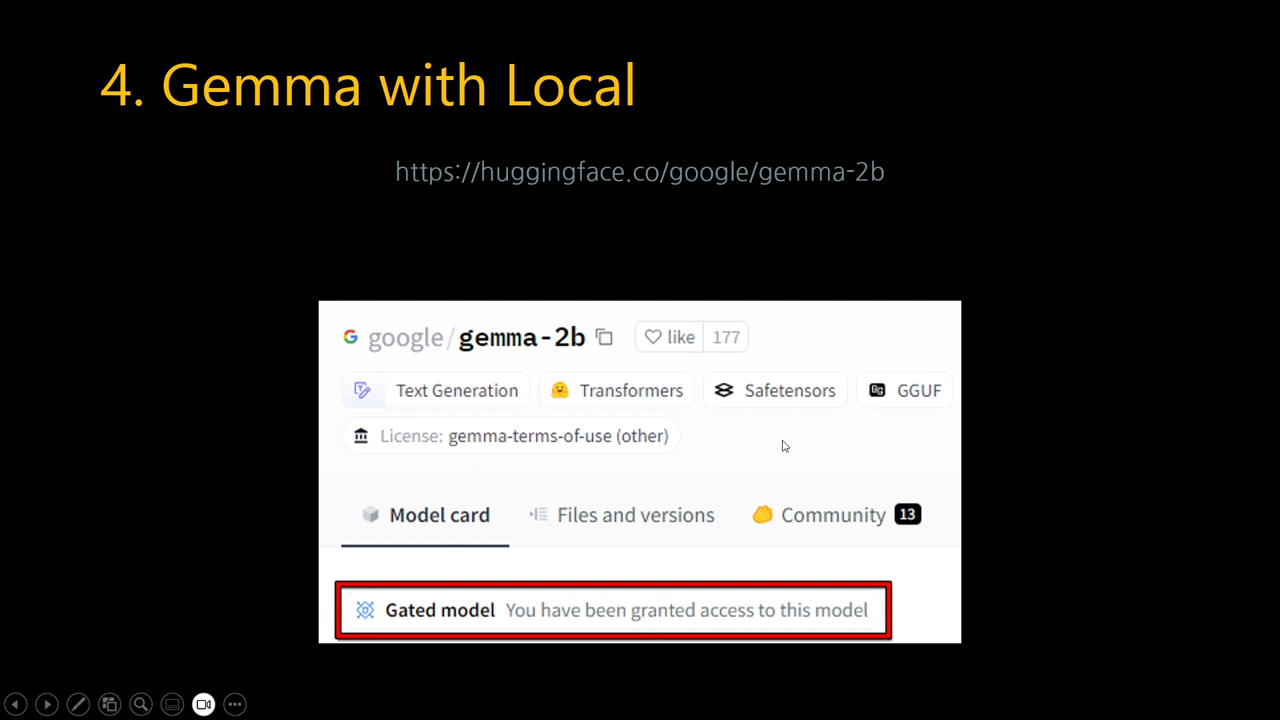 4. Gemma with Local
https://huggingface.co/google/gemma-2b
google/gemma-2b like 177
Text Generation Transformers Safetensors GGUF
License: gemma-terms-of-use (other)
Model card Files and versions Community 13
Gated model You have been granted access to this model